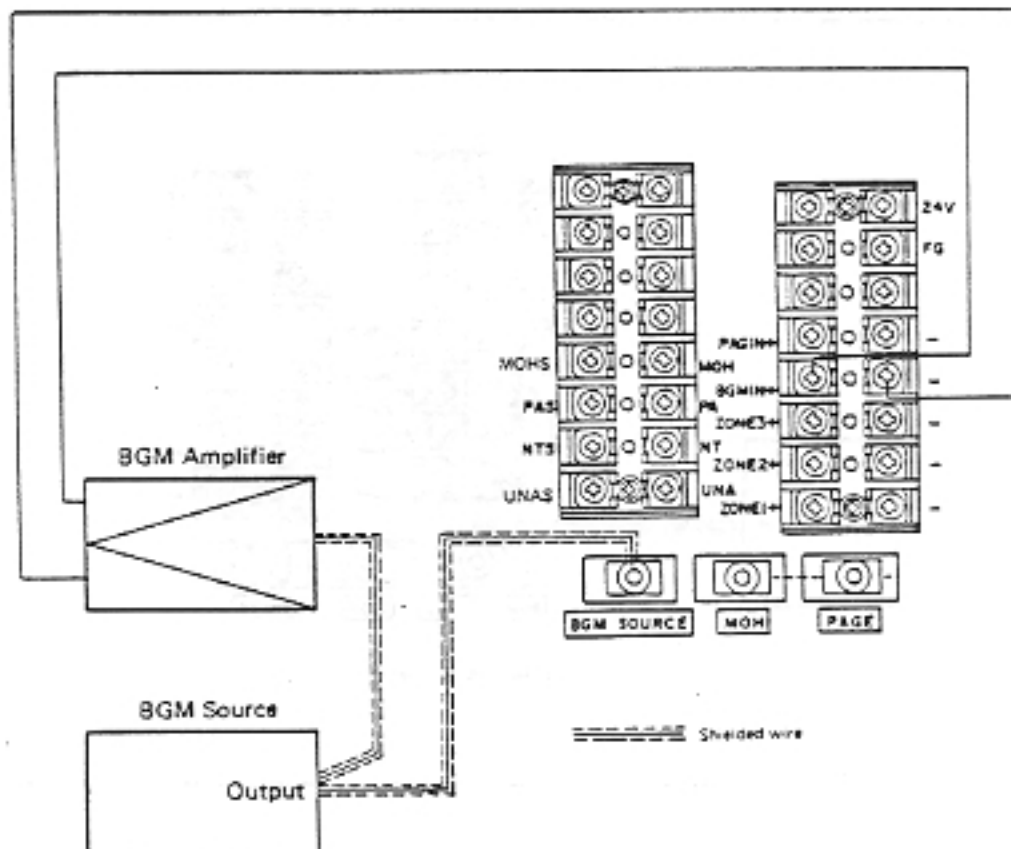 24V
FG
PAGIN+ -
MOHS MOH
BGMIN+ -
PAS PA
ZONE3+ -
NTS NT
ZONE2+ -
UNAS UNA
ZONE1+ -
BGM Amplifier
BGM SOURCE MOH PAGE
BGM Source
Shielded wire
Output